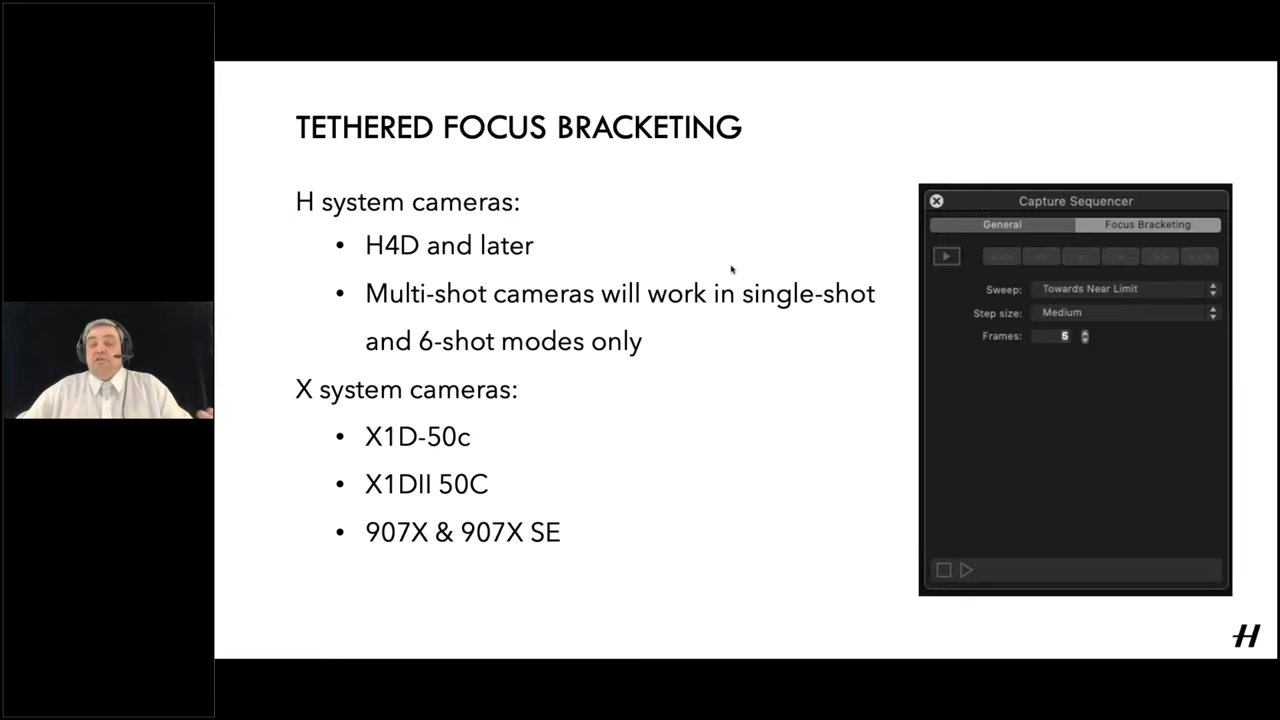 TETHERED FOCUS BRACKETING
H system cameras:
• H4D and later
• Multi-shot cameras will work in single-shot
and 6-shot modes only
X system cameras:
• X1D-50c
• X1DII 50C
• 907X & 907X SE
Capture Sequencer
General Focus Bracketing
Sweep: Towards Near Limit
Step size: Medium
Frames: 5
H